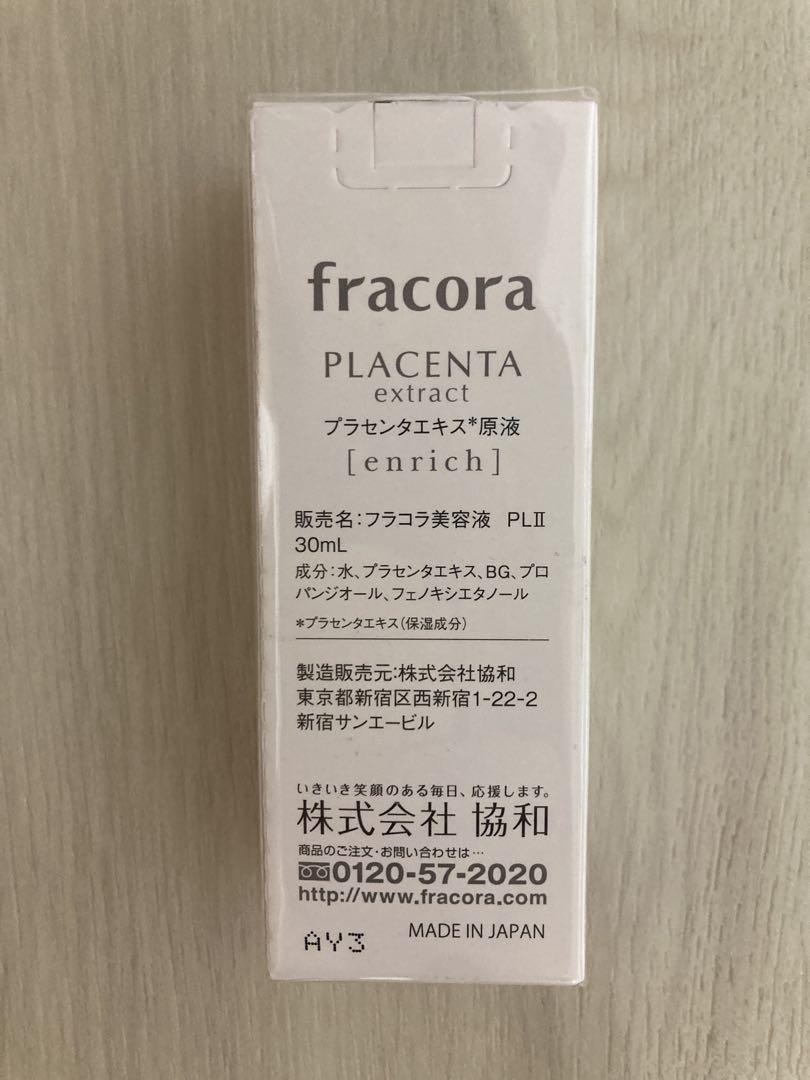 fracora
PLACENTA
extract
プラセンタエキス*原液
[enrich]
販売名:フラコラ美容液 PLⅡ
30mL
成分:水、プラセンタエキス、BG、プロ
パンジオール、フェノキシエタノール
*プラセンタエキス(保湿成分)
製造販売元:株式会社協和
東京都新宿区西新宿1-22-2
新宿サンエービル
いきいき笑顔のある毎日、応援します。
株式会社 協和
商品のご注文・お問い合わせは…
0120-57-2020
http://www.fracora.com
AY3 MADE IN JAPAN